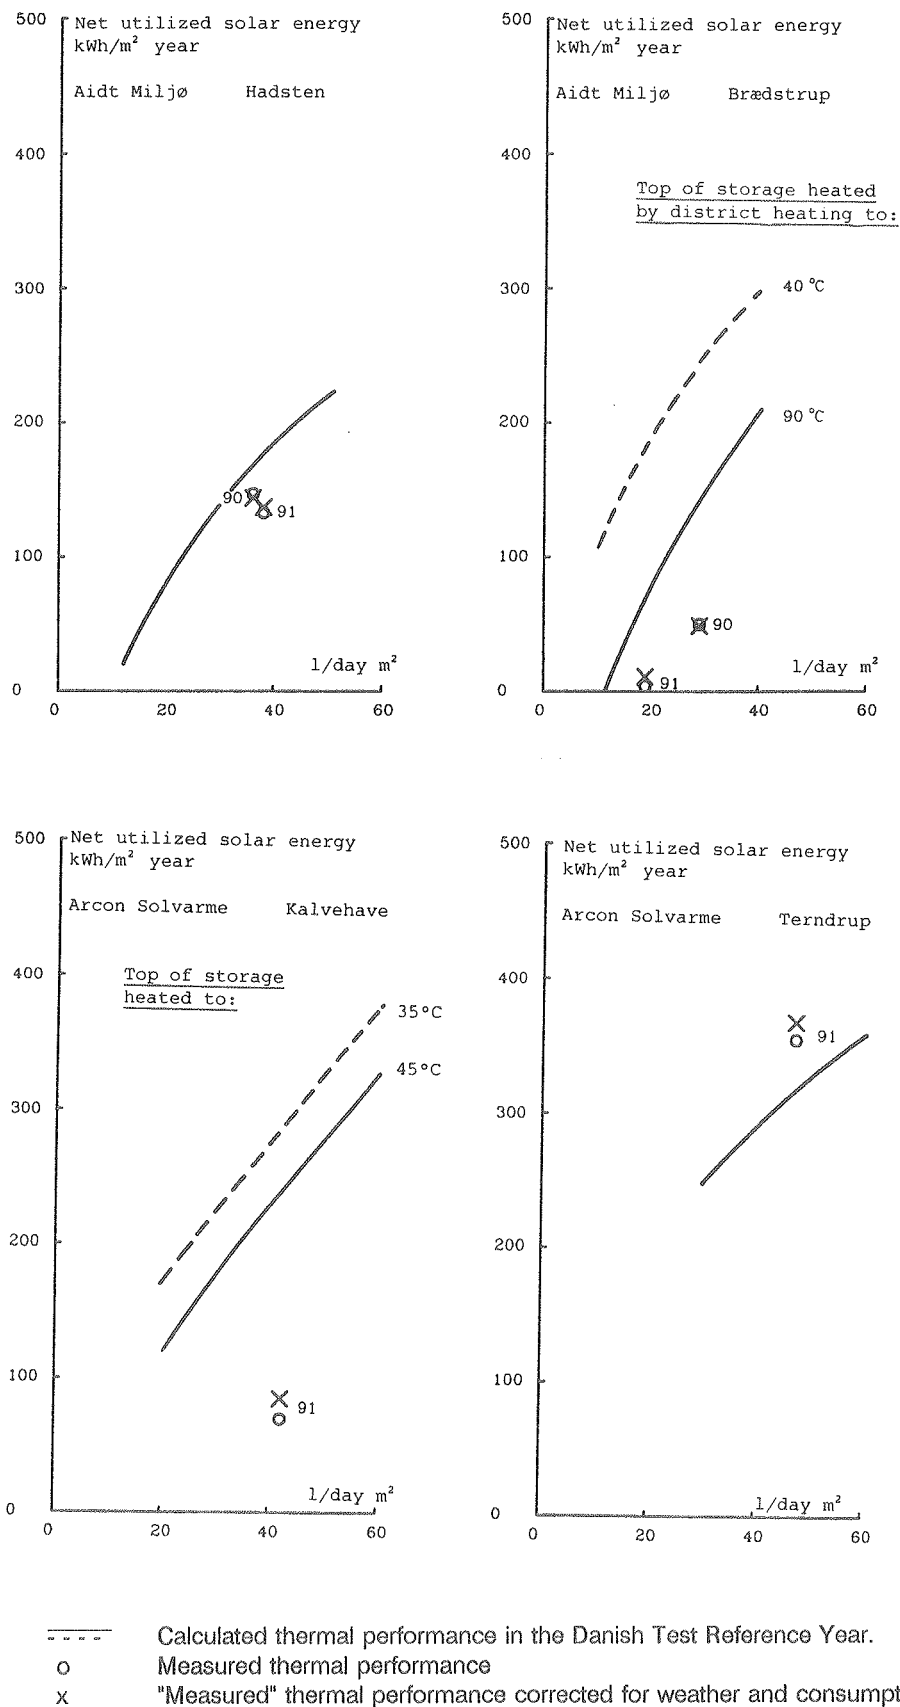 500
Net utilized solar energy
kWh/m² year
Aidt Miljø Hadsten
400
300
200
90
91
100
l/day m²
0
0 20 40 60
500
Net utilized solar energy
kWh/m² year
Aidt Miljø Brædstrup
400
Top of storage heated
by district heating to:
300
40 °C
200
90 °C
100
90
l/day m²
91
0
0 20 40 60
500
Net utilized solar energy
kWh/m² year
Arcon Solvarme Kalvehave
400
Top of storage
heated to:
35°C
45°C
300
200
100
91
l/day m²
0
0 20 40 60
500
Net utilized solar energy
kWh/m² year
Arcon Solvarme Terndrup
400
91
300
200
100
l/day m²
0
0 20 40 60
Calculated thermal performance in the Danish Test Reference Year.
o Measured thermal performance
x "Measured" thermal performance corrected for weather and consumpt